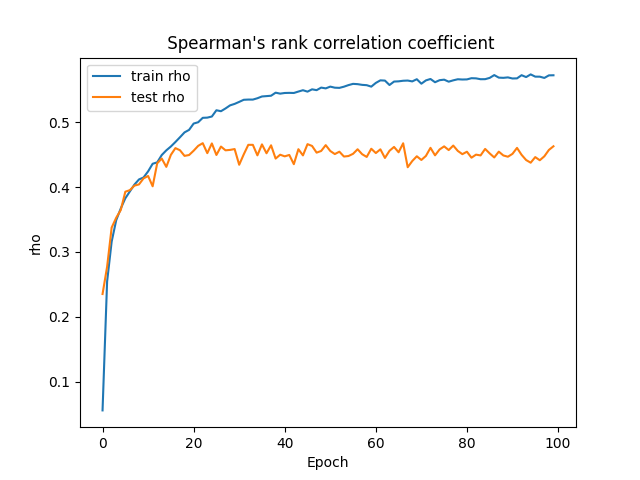 Spearman's rank correlation coefficient
train rho
test rho
0.5
0.4
0.3
0.2
0.1
rho
0 20 40 60 80 100
Epoch